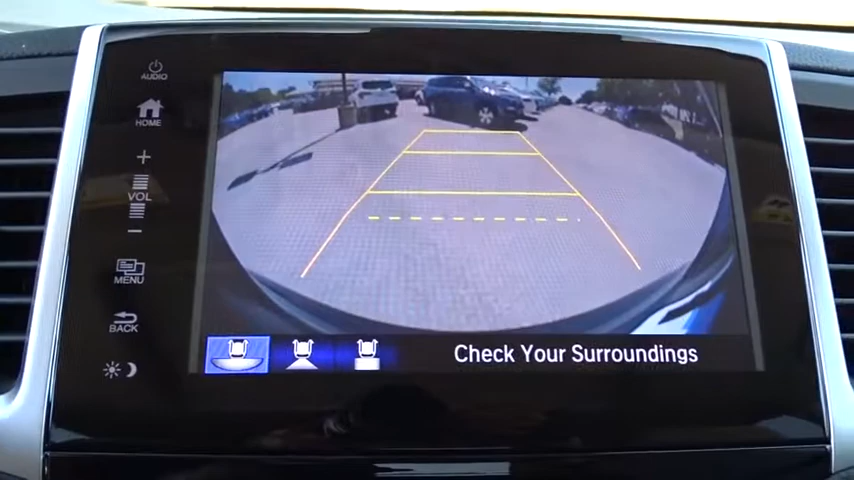 AUDIO
HOME
+
VOL
−
MENU
BACK
Check Your Surroundings